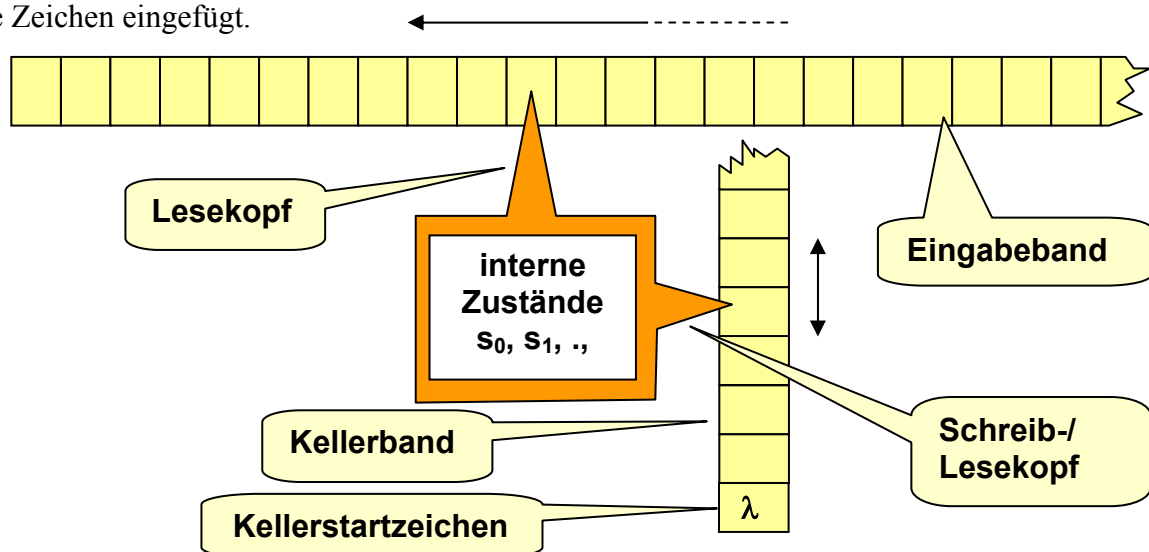 e Zeichen eingefügt.
Lesekopf
Eingabeband
interne
Zustände
s₀, s₁, .,
Kellerband
Schreib-/
Lesekopf
Kellerstartzeichen
λ